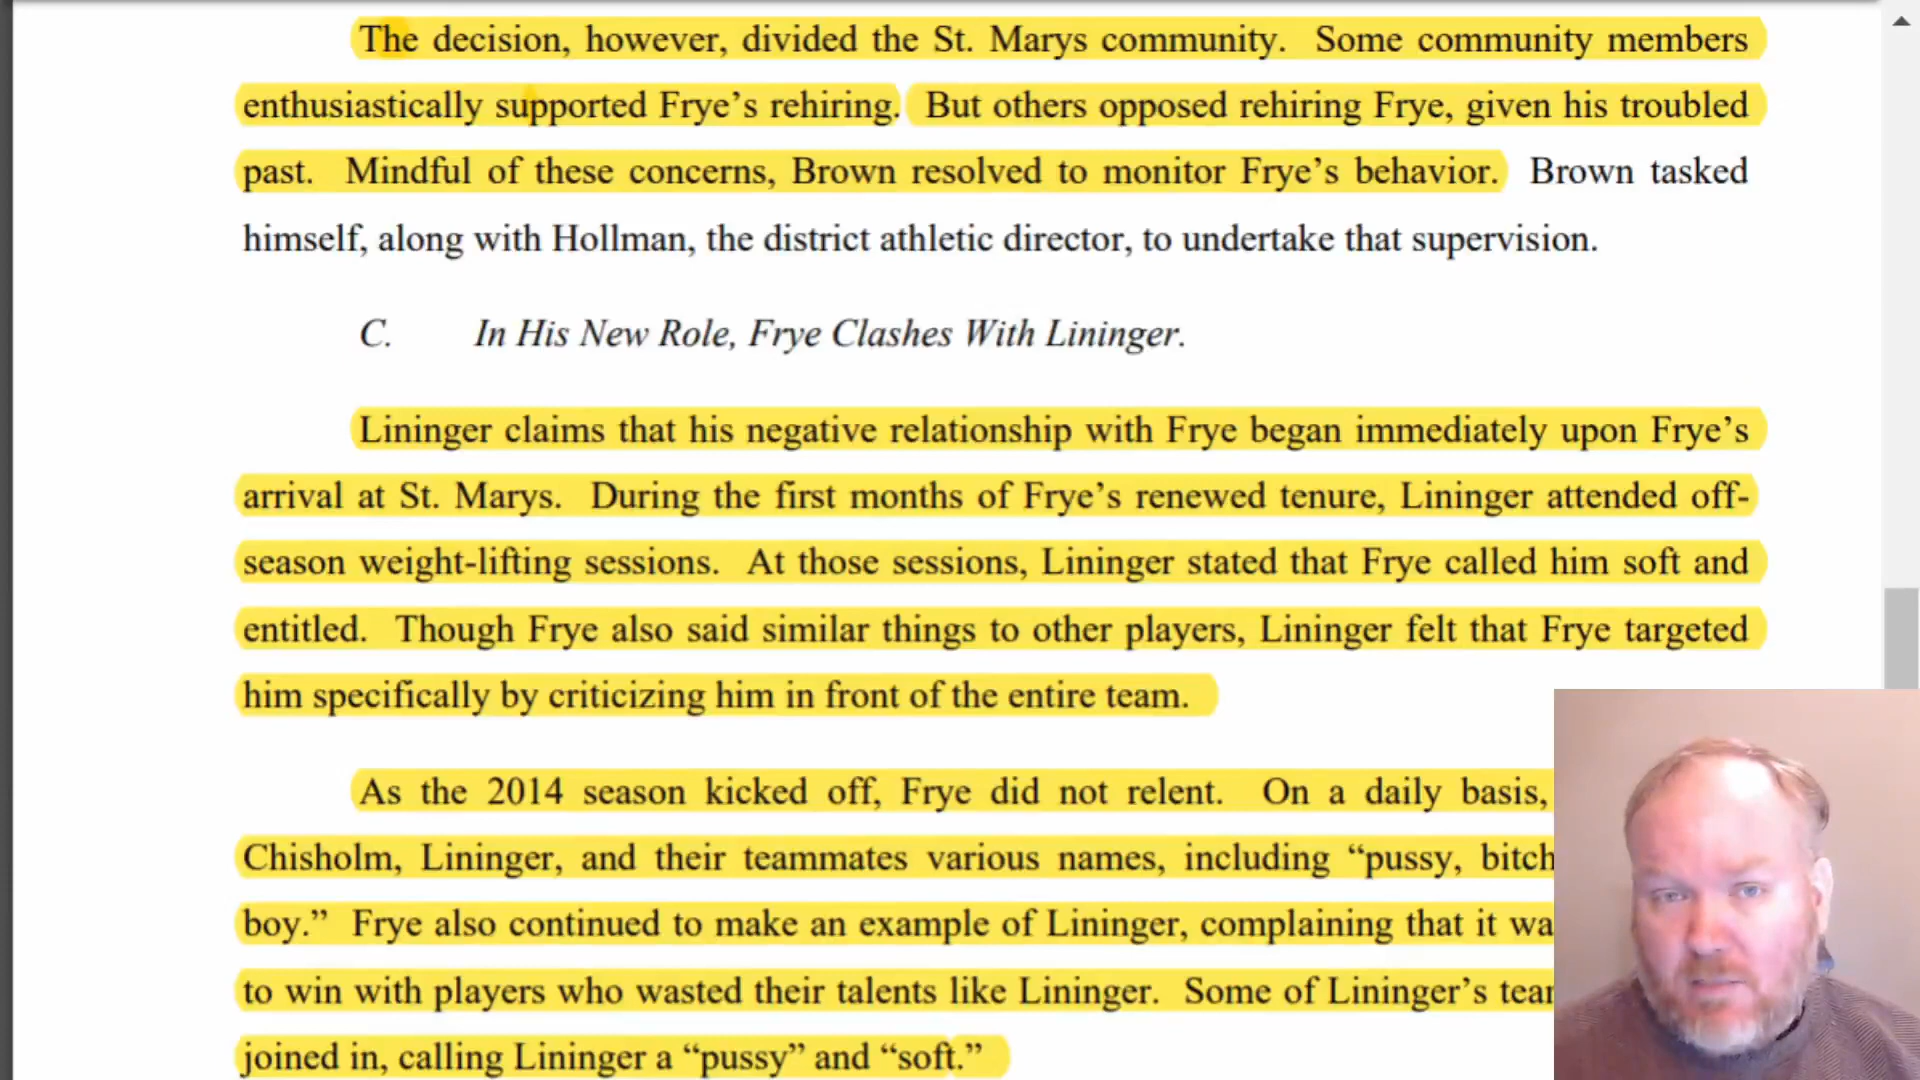 The decision, however, divided the St. Marys community. Some community members
enthusiastically supported Frye’s rehiring. But others opposed rehiring Frye, given his troubled
past. Mindful of these concerns, Brown resolved to monitor Frye’s behavior. Brown tasked
himself, along with Hollman, the district athletic director, to undertake that supervision.
C. In His New Role, Frye Clashes With Lininger.
Lininger claims that his negative relationship with Frye began immediately upon Frye’s
arrival at St. Marys. During the first months of Frye’s renewed tenure, Lininger attended off-
season weight-lifting sessions. At those sessions, Lininger stated that Frye called him soft and
entitled. Though Frye also said similar things to other players, Lininger felt that Frye targeted
him specifically by criticizing him in front of the entire team.
As the 2014 season kicked off, Frye did not relent. On a daily basis,
Chisholm, Lininger, and their teammates various names, including “pussy, bitch
boy.” Frye also continued to make an example of Lininger, complaining that it wa
to win with players who wasted their talents like Lininger. Some of Lininger’s tea
joined in, calling Lininger a “pussy” and “soft.”